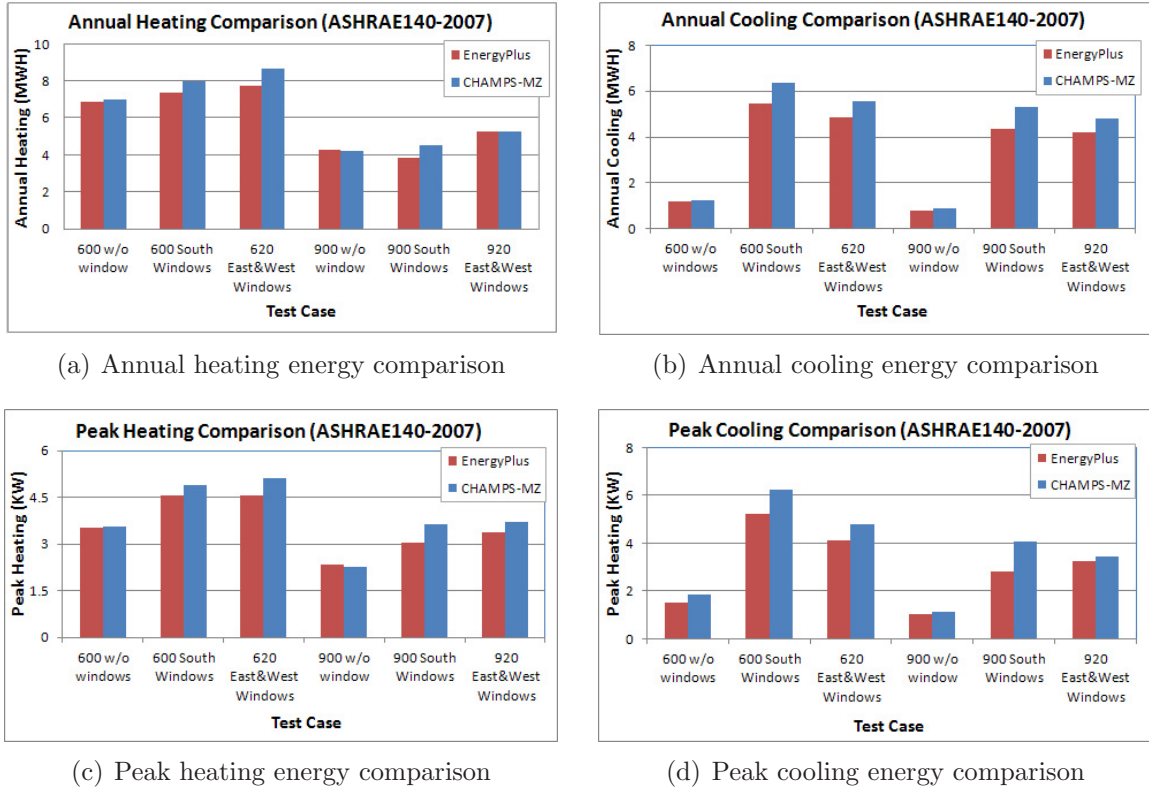 Annual Heating Comparison (ASHRAE140-2007)
Annual Heating (MWH)
10
8
6
4
2
0
EnergyPlus
CHAMPS-MZ
600 w/o window
600 South Windows
620 East&West Windows
900 w/o window
900 South Windows
920 East&West Windows
Test Case
(a) Annual heating energy comparison
Annual Cooling Comparison (ASHRAE140-2007)
Annual Cooling (MWH)
8
6
4
2
0
EnergyPlus
CHAMPS-MZ
600 w/o windows
600 South Windows
620 East&West Windows
900 w/o window
900 South Windows
920 East&West Windows
Test Case
(b) Annual cooling energy comparison
Peak Heating Comparison (ASHRAE140-2007)
Peak Heating (KW)
6
4.5
3
1.5
0
EnergyPlus
CHAMPS-MZ
600 w/o windows
600 South Windows
620 East&West Windows
900 w/o window
900 South Windows
920 East&West Windows
Test Case
(c) Peak heating energy comparison
Peak Cooling Comparison (ASHRAE140-2007)
Peak Heating (KW)
8
6
4
2
0
EnergyPlus
CHAMPS-MZ
600 w/o windows
600 South Windows
620 East&West Windows
900 w/o window
900 South Windows
920 East&West Windows
Test Case
(d) Peak cooling energy comparison